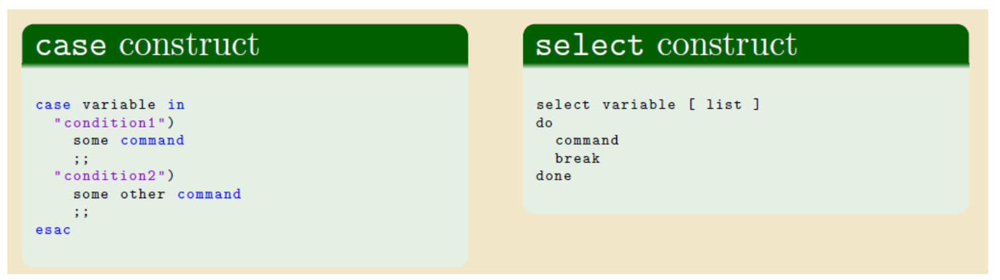 case construct
case variable in
  "condition1")
    some command
    ;;
  "condition2")
    some other command
    ;;
esac
select construct
select variable [ list ]
do
  command
  break
done